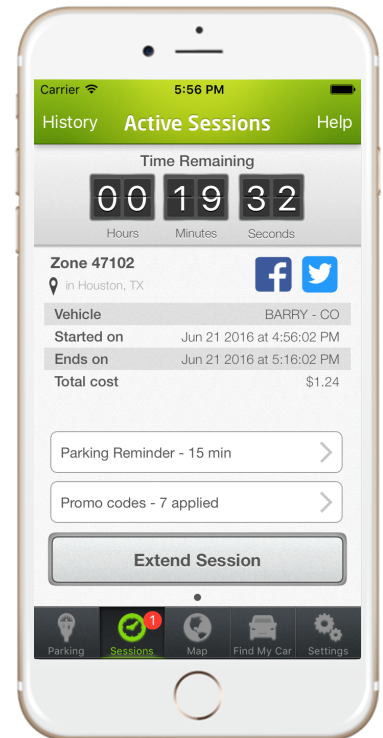 Carrier 5:56 PM
History Active Sessions Help
Time Remaining
00 19 32
Hours Minutes Seconds
Zone 47102
in Houston, TX
Vehicle BARRY - CO
Started on Jun 21 2016 at 4:56:02 PM
Ends on Jun 21 2016 at 5:16:02 PM
Total cost $1.24
Parking Reminder - 15 min
Promo codes - 7 applied
Extend Session
1
Parking Sessions Map Find My Car Settings